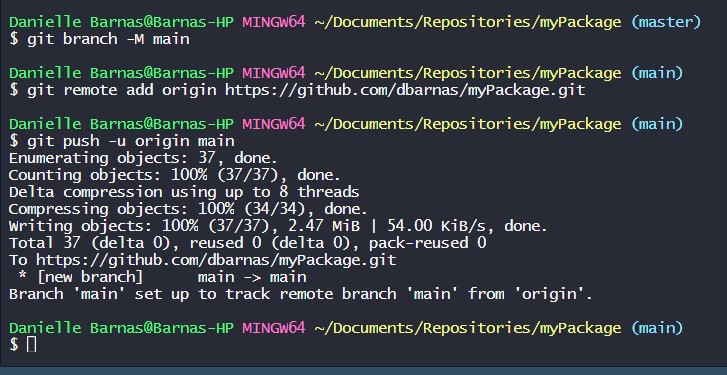 Danielle Barnas@Barnas-HP MINGW64 ~/Documents/Repositories/myPackage (master)
$ git branch -M main
Danielle Barnas@Barnas-HP MINGW64 ~/Documents/Repositories/myPackage (main)
$ git remote add origin https://github.com/dbarnas/myPackage.git
Danielle Barnas@Barnas-HP MINGW64 ~/Documents/Repositories/myPackage (main)
$ git push -u origin main
Enumerating objects: 37, done.
Counting objects: 100% (37/37), done.
Delta compression using up to 8 threads
Compressing objects: 100% (34/34), done.
Writing objects: 100% (37/37), 2.47 MiB | 54.00 KiB/s, done.
Total 37 (delta 0), reused 0 (delta 0), pack-reused 0
To https://github.com/dbarnas/myPackage.git
 * [new branch]      main -> main
Branch 'main' set up to track remote branch 'main' from 'origin'.
Danielle Barnas@Barnas-HP MINGW64 ~/Documents/Repositories/myPackage (main)
$